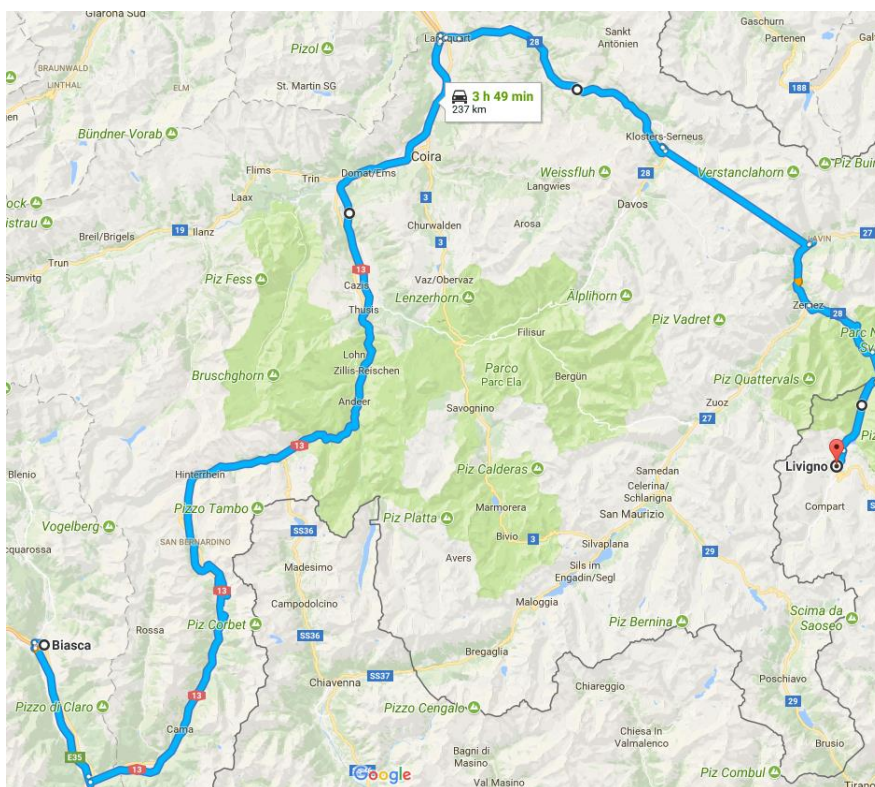 Glarona Sud
Pizol
Landquart
28
Sankt
Antönien
Gaschurn
Partenen
188
BRAUNWALD
LINTHAL
ELM
St. Martin SG
3 h 49 min
237 km
Bündner Vorab
Klosters-Serneus
Flims
Trin
Domat/Ems
Coira
Weissfluh
28
Verstanclahorn
Piz Buin
Laax
3
Langwies
Davos
19
Ilanz
Churwalden
Arosa
27
Breil/Brigels
Trun
Sumvitg
3
13
Piz Fess
Cazis
Vaz/Obervaz
Thusis
Lenzerhorn
Älplihorn
Piz Vadret
Zernez
28
Filisur
Lohn
Zillis-Reischen
Parco
Parc Ela
Bergün
Bruschghorn
Andeer
Savognino
Zuoz
Piz Quattervals
27
13
Hinterrhein
Piz Calderas
Samedan
Celerina/
Schlarigna
Livigno
Blenio
Pizzo Tambo
Marmorera
San Maurizio
Compart
Vogelberg
SAN BERNARDINO
SS36
Piz Platta
Bivio
3
Silvaplana
29
Madesimo
Avers
Sils im
Engadin/Segl
Campodolcino
Maloggia
Scima da
Saoseo
Biasca
Rossa
Piz Corbet
13
SS36
Piz Bernina
Bregaglia
SS37
Chiavenna
Chiareggio
Poschiavo
Pizzo di Claro
13
Pizzo Cengalo
29
Cama
Chiesa In
Valmalenco
E35
13
Bagni di
Masino
Brusio
Google
Val Masino
Piz Combul
Tirano